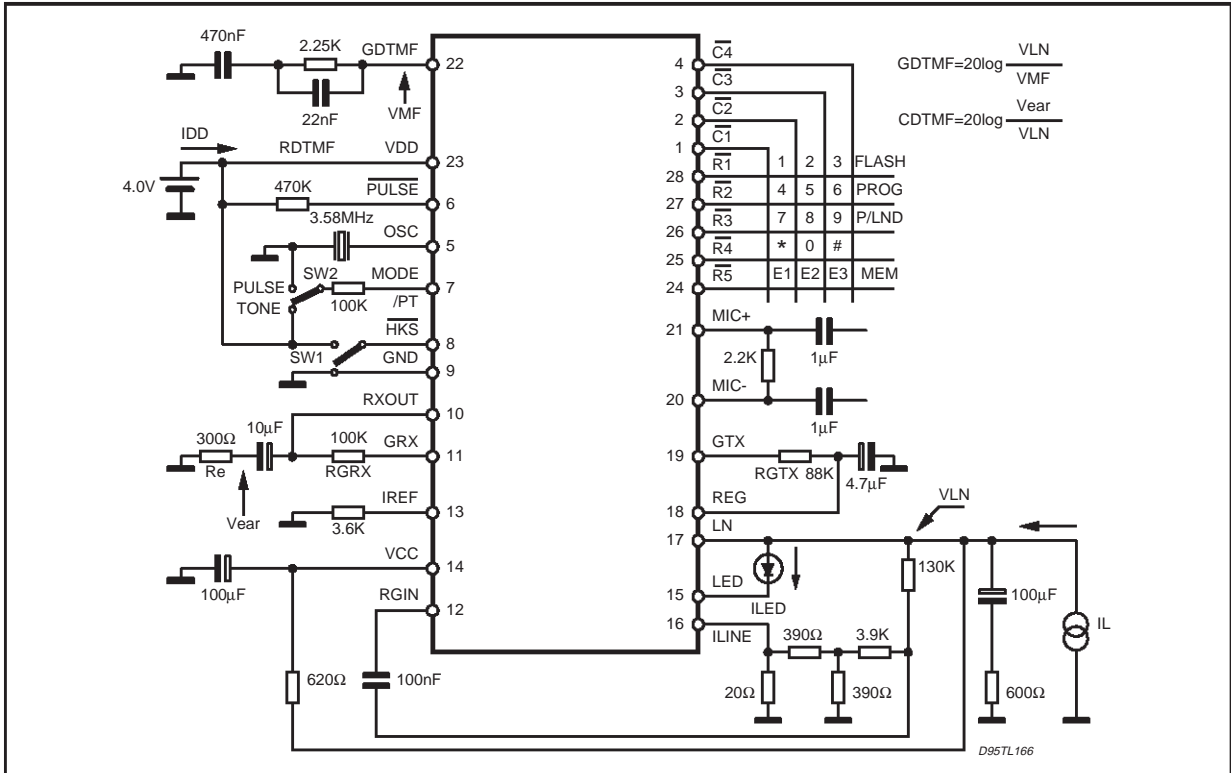 470nF
2.25K
GDTMF
22
22nF
VMF
IDD
RDTMF
VDD
23
4.0V
470K
PULSE
6
3.58MHz
OSC
5
PULSE
SW2
MODE
7
TONE
100K
/PT
HKS
8
SW1
GND
9
RXOUT
10
300Ω
10µF
100K
GRX
11
Re
RGRX
Vear
IREF
13
3.6K
VCC
14
100µF
RGIN
12
620Ω
100nF
4
C4
3
C3
2
C2
1
C1
28
R1
1 2 3 FLASH
27
R2
4 5 6 PROG
26
R3
7 8 9 P/LND
25
R4
* 0 #
24
R5
E1 E2 E3 MEM
GDTMF=20log VLN
VMF
CDTMF=20log Vear
VLN
21
MIC+
2.2K
1µF
20
MIC-
1µF
19
GTX
RGTX 88K
4.7µF
18
REG
VLN
17
LN
130K
15
LED
ILED
100µF
IL
16
ILINE
390Ω
3.9K
20Ω
390Ω
600Ω
D95TL166